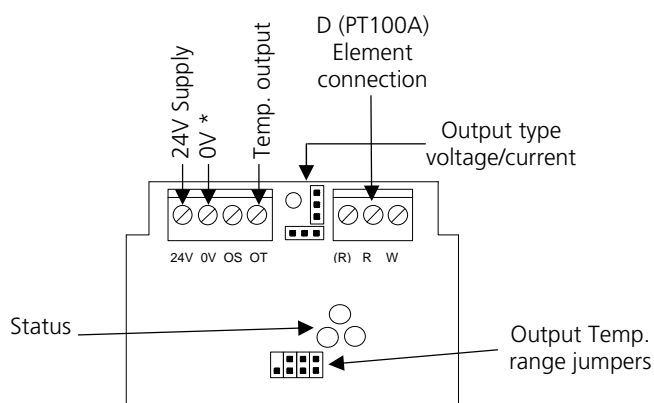 D (PT100A)
Element
connection
24V Supply
0V *
Temp. output
Output type
voltage/current
24V 0V OS OT
(R) R W
Status
Output Temp.
range jumpers